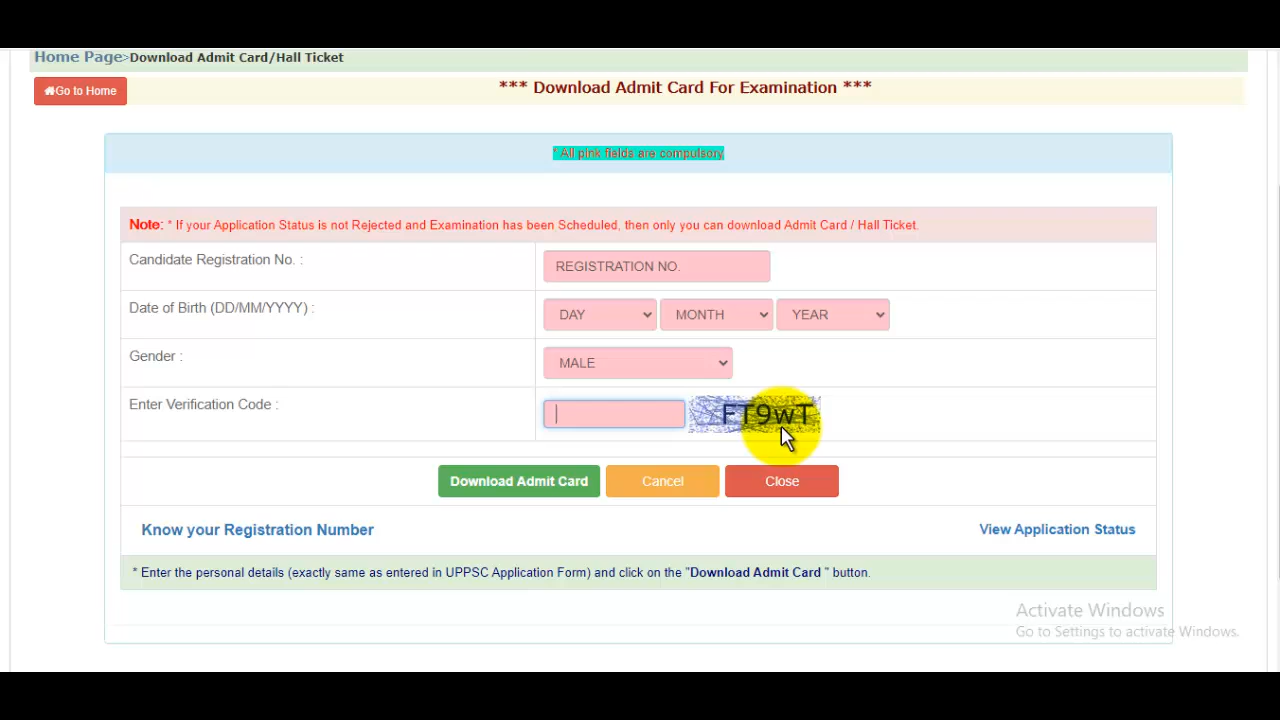 Home Page>Download Admit Card/Hall Ticket
Go to Home
*** Download Admit Card For Examination ***
* All pink fields are compulsory
Note: * If your Application Status is not Rejected and Examination has been Scheduled, then only you can download Admit Card / Hall Ticket.
Candidate Registration No. :
REGISTRATION NO.
Date of Birth (DD/MM/YYYY) :
DAY MONTH YEAR
Gender :
MALE
Enter Verification Code :
FT9wT
Download Admit Card Cancel Close
Know your Registration Number
View Application Status
* Enter the personal details (exactly same as entered in UPPSC Application Form) and click on the "Download Admit Card " button.
Activate Windows
Go to Settings to activate Windows.